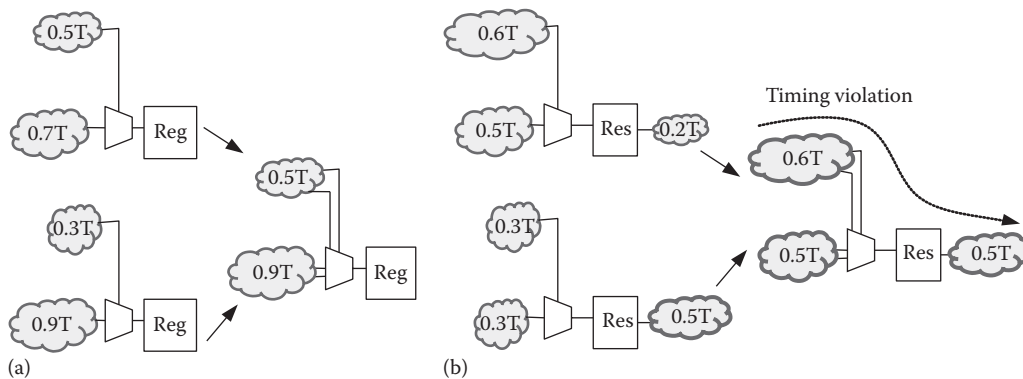 0.5T
0.7T
Reg
0.3T
0.9T
Reg
0.5T
0.9T
Reg
(a)
0.6T
0.5T
Res
0.2T
0.3T
0.3T
Res
0.5T
Timing violation
0.6T
0.5T
Res
0.5T
(b)